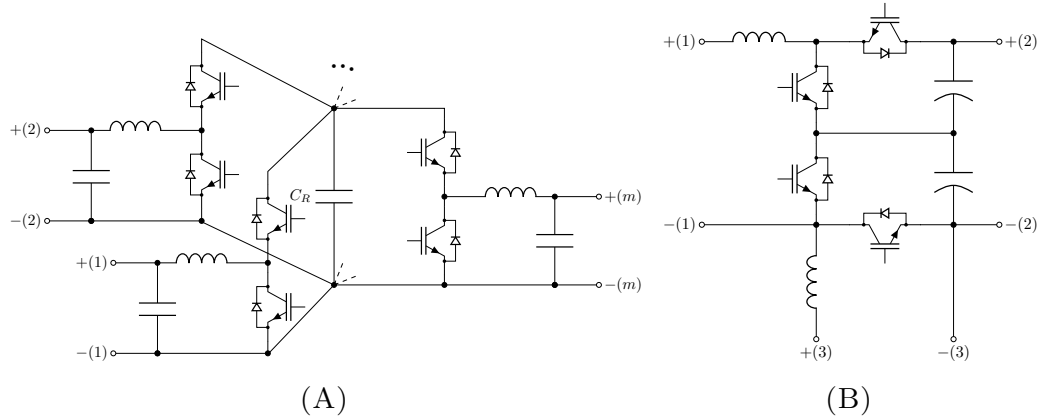 +(1)
+(2)
+(2)
C_R
+(m)
−(2)
−(1)
−(2)
+(1)
−(m)
−(1)
+(3)
−(3)
(A)
(B)